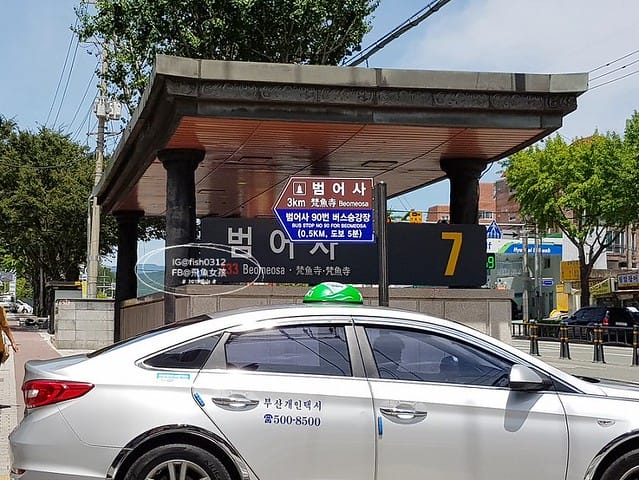 범어사
3km 梵魚寺 Beomeosa
범어사 90번 버스승강장
BUS STOP NO 90 FOR BEOMEOSA
(0.5KM, 도보 5분)
범어사 7
133 Beomeosa · 梵魚寺·梵鱼寺
IG@fish0312
FB@飛魚女孩
부산개인택시
☎500-8500